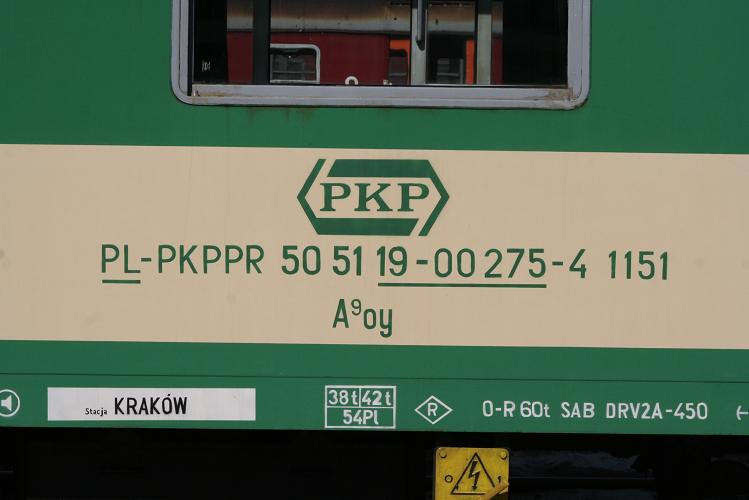 PKP
PL-PKPPR 50 51 19-00 275-4 1151
A⁹oy
Stacja KRAKÓW
38t 42t
54Pl
R
O-R 60t SAB DRV2A-450
O 1